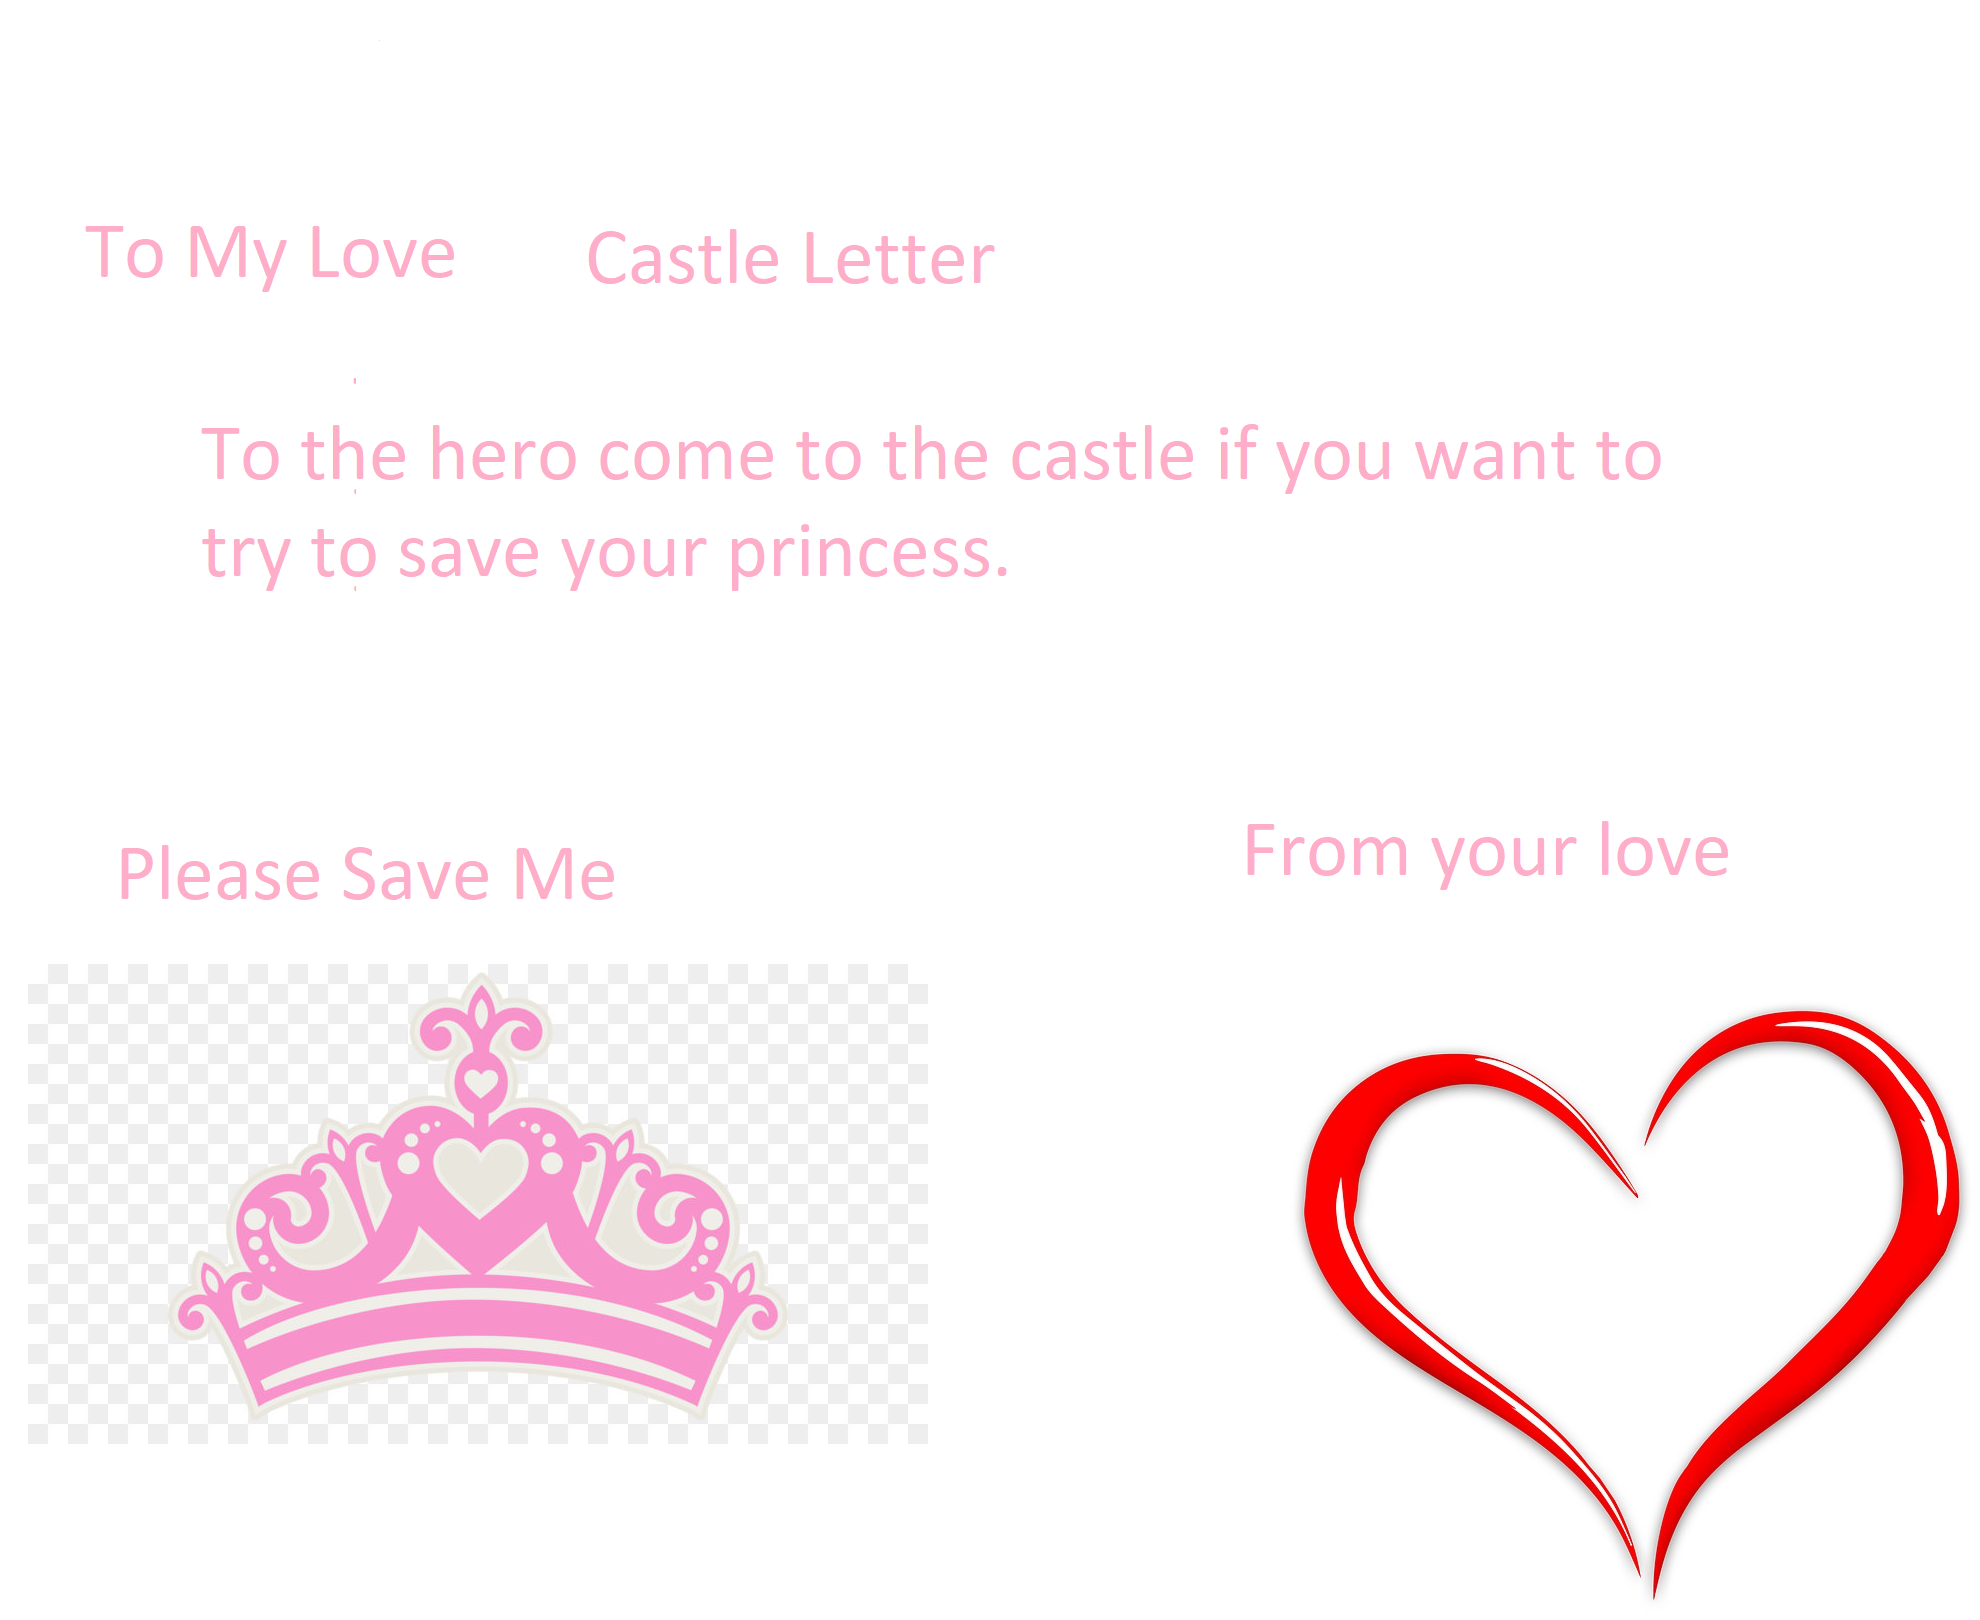 To My Love
Castle Letter
To the hero come to the castle if you want to
try to save your princess.
Please Save Me
From your love